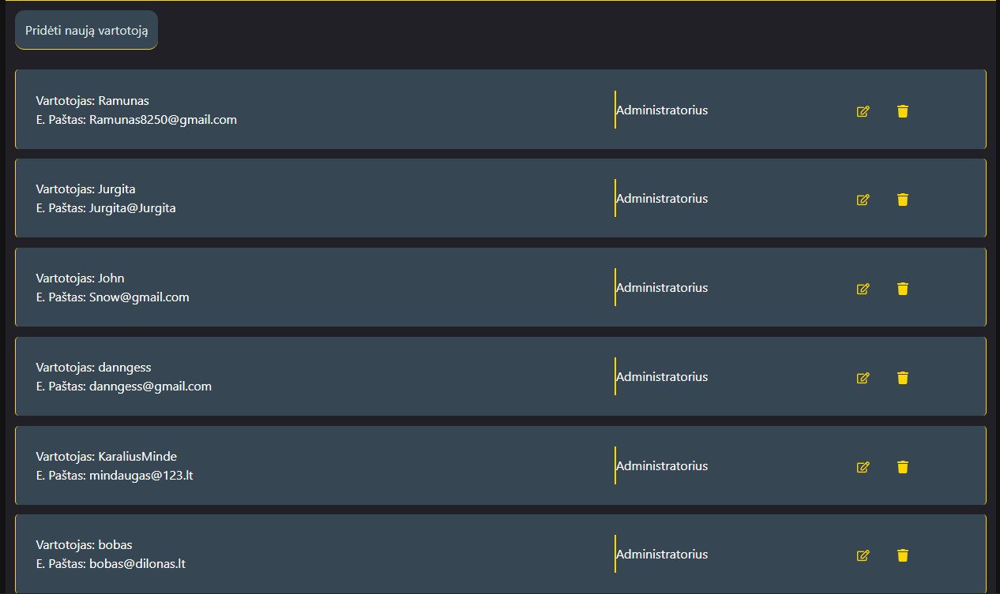 Pridėti naują vartotoją
Vartotojas: Ramunas
E. Paštas: Ramunas8250@gmail.com
Administratorius
Vartotojas: Jurgita
E. Paštas: Jurgita@Jurgita
Administratorius
Vartotojas: John
E. Paštas: Snow@gmail.com
Administratorius
Vartotojas: danngess
E. Paštas: danngess@gmail.com
Administratorius
Vartotojas: KaraliusMinde
E. Paštas: mindaugas@123.lt
Administratorius
Vartotojas: bobas
E. Paštas: bobas@dilonas.lt
Administratorius